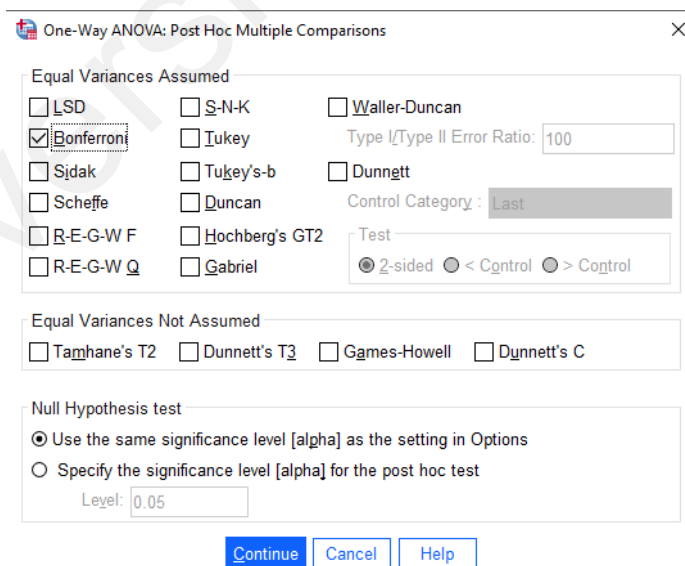 One-Way ANOVA: Post Hoc Multiple Comparisons
Equal Variances Assumed
LSD S-N-K Waller-Duncan
Bonferroni Tukey Type I/Type II Error Ratio: 100
Sidak Tukey's-b Dunnett
Scheffe Duncan Control Category : Last
R-E-G-W F Hochberg's GT2 Test
R-E-G-W Q Gabriel 2-sided < Control > Control
Equal Variances Not Assumed
Tamhane's T2 Dunnett's T3 Games-Howell Dunnett's C
Null Hypothesis test
Use the same significance level [alpha] as the setting in Options
Specify the significance level [alpha] for the post hoc test
Level: 0.05
Continue Cancel Help